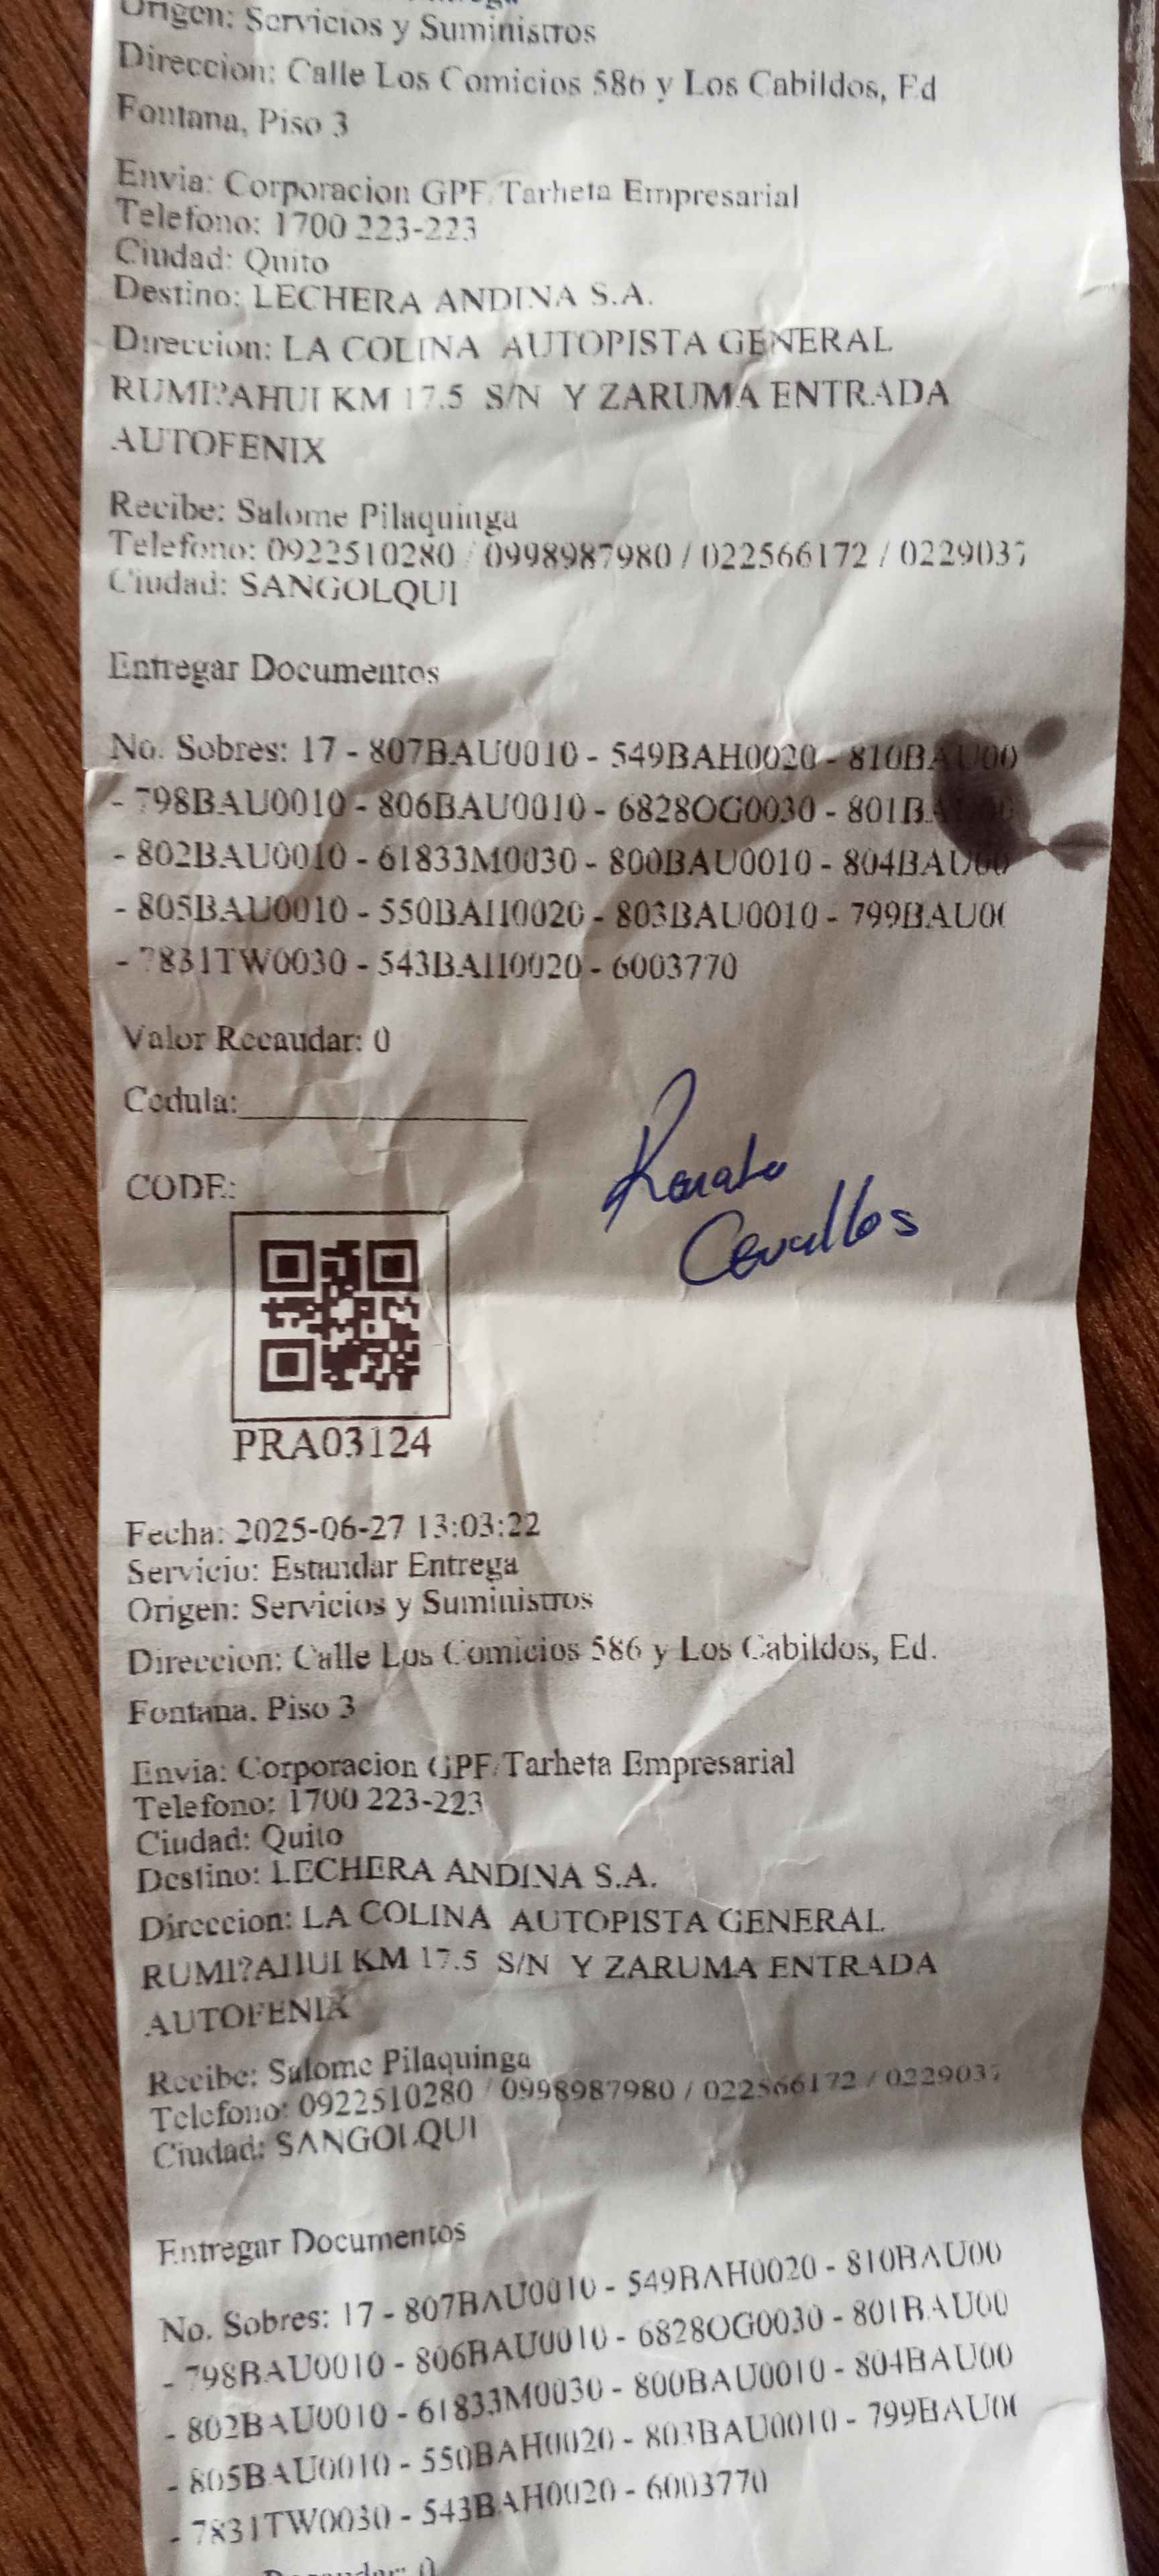 Origen: Servicios y Suministros
Direccion: Calle Los Comicios 586 y Los Cabildos, Ed
Fontana, Piso 3
Envia: Corporacion GPF/Tarheta Empresarial
Telefono: 1700 223-223
Ciudad: Quito
Destino: LECHERA ANDINA S.A.
Direccion: LA COLINA AUTOPISTA GENERAL
RUMI?AHUI KM 17.5 S/N Y ZARUMA ENTRADA
AUTOFENIX
Recibe: Salome Pilaquinga
Telefono: 0922510280 / 0998987980 / 022566172 / 022903
Ciudad: SANGOLQUI
Entregar Documentos
No. Sobres: 17 - 807BAU0010 - 549BAH0020 - 810BAU00
- 798BAU0010 - 806BAU0010 - 6828OG0030 - 801BAU00
- 802BAU0010 - 61833M0030 - 800BAU0010 - 804BAU00
- 805BAU0010 - 550BAH0020 - 803BAU0010 - 799BAU0
- 7831TW0030 - 543BAH0020 - 6003770
Valor Recaudar: 0
Cedula:
CODE:
Renato
Cevallos
PRA03124
Fecha: 2025-06-27 13:03:22
Servicio: Estandar Entrega
Origen: Servicios y Suministros
Direccion: Calle Los Comicios 586 y Los Cabildos, Ed.
Fontana, Piso 3
Envia: Corporacion GPF/Tarheta Empresarial
Telefono: 1700 223-223
Ciudad: Quito
Destino: LECHERA ANDINA S.A.
Direccion: LA COLINA AUTOPISTA GENERAL
RUMI?AHUI KM 17.5 S/N Y ZARUMA ENTRADA
AUTOFENIX
Recibe: Salome Pilaquinga
Telefono: 0922510280 / 0998987980 / 022566172 / 022903
Ciudad: SANGOLQUI
Entregar Documentos
No. Sobres: 17 - 807BAU0010 - 549BAH0020 - 810BAU00
- 798BAU0010 - 806BAU0010 - 6828OG0030 - 801BAU00
- 802BAU0010 - 61833M0030 - 800BAU0010 - 804BAU00
- 805BAU0010 - 550BAH0020 - 803BAU0010 - 799BAU0
- 7831TW0030 - 543BAH0020 - 6003770
Recaudar: 0